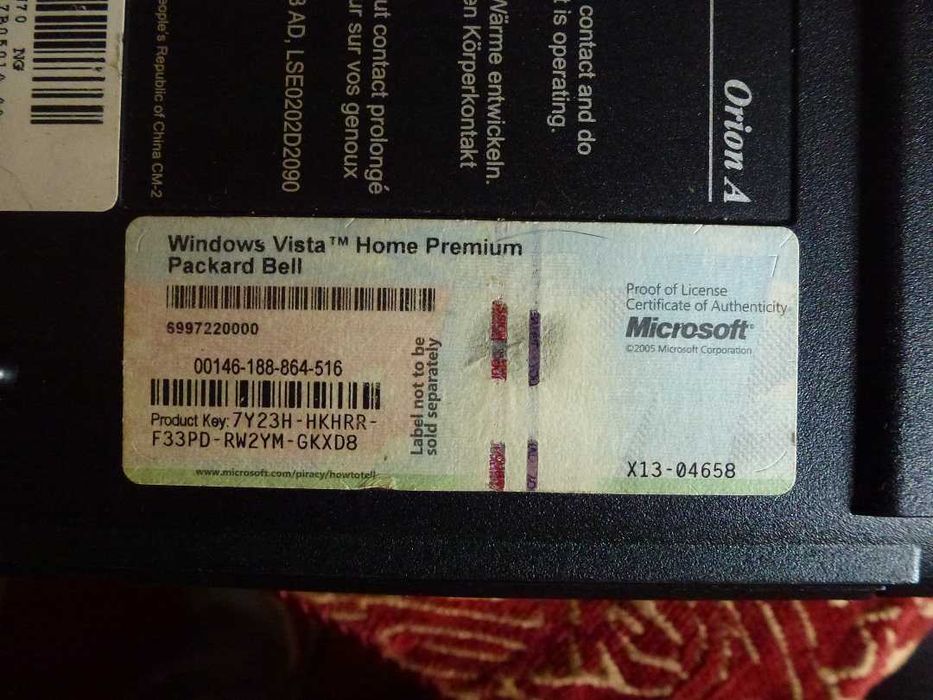 Windows Vista™ Home Premium
Packard Bell
6997220000
00146-188-864-516
Product Key: 7Y23H-HKHRR-
F33PD-RW2YM-GKXD8
www.microsoft.com/piracy/howtotell
Label not to be
sold separately
Proof of License
Certificate of Authenticity
Microsoft®
©2005 Microsoft Corporation
X13-04658
Orion A
contact and do
t is operating.
Wärme entwickeln.
en Körperkontakt
ut contact prolongé
ur sur vos genoux
AD, LSE0202D2090
eople's Republic of China CM-2
70 NG